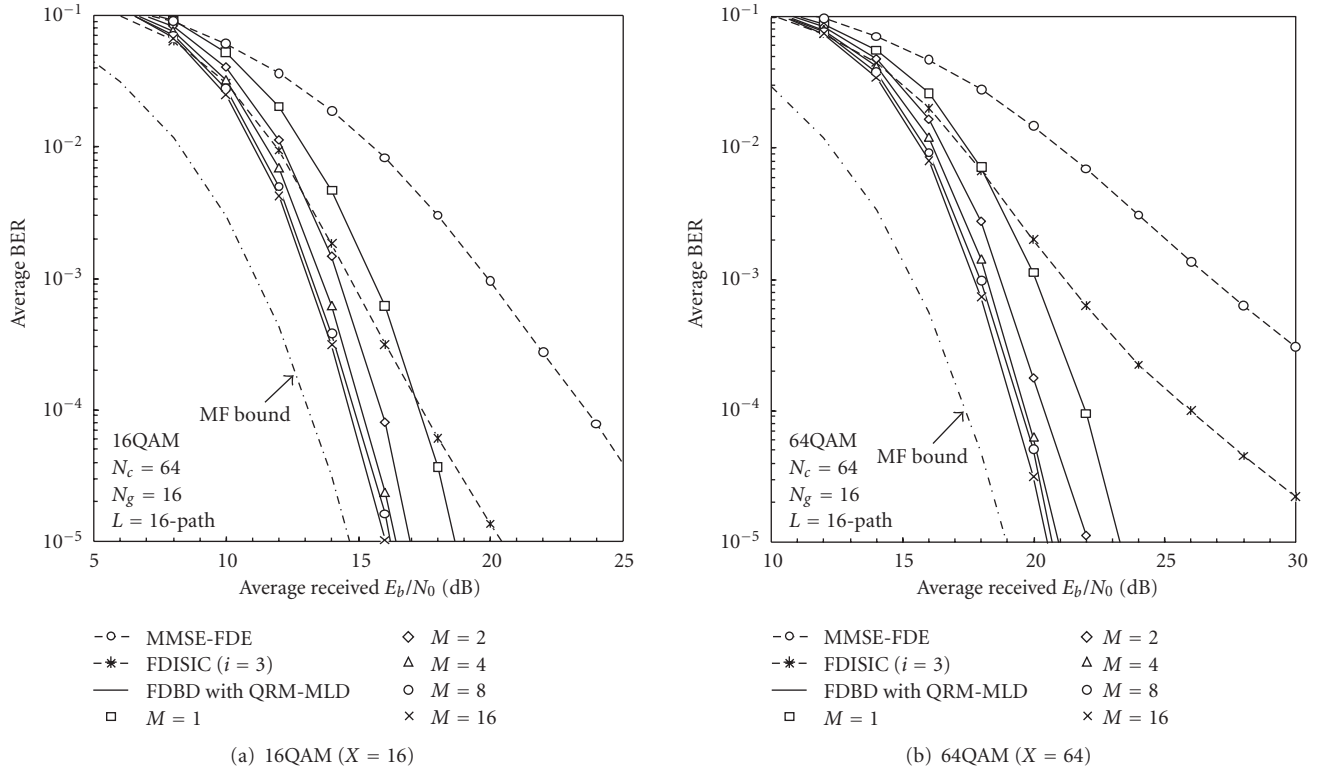 10⁻¹
10⁻²
10⁻³
10⁻⁴
10⁻⁵
Average BER
MF bound
16QAM
N_c = 64
N_g = 16
L = 16-path
5 10 15 20 25
Average received E_b/N_0 (dB)
MMSE-FDE
FDISIC (i = 3)
FDBD with QRM-MLD
M = 1
M = 2
M = 4
M = 8
M = 16
(a) 16QAM (X = 16)
10⁻¹
10⁻²
10⁻³
10⁻⁴
10⁻⁵
Average BER
MF bound
64QAM
N_c = 64
N_g = 16
L = 16-path
10 15 20 25 30
Average received E_b/N_0 (dB)
MMSE-FDE
FDISIC (i = 3)
FDBD with QRM-MLD
M = 1
M = 2
M = 4
M = 8
M = 16
(b) 64QAM (X = 64)